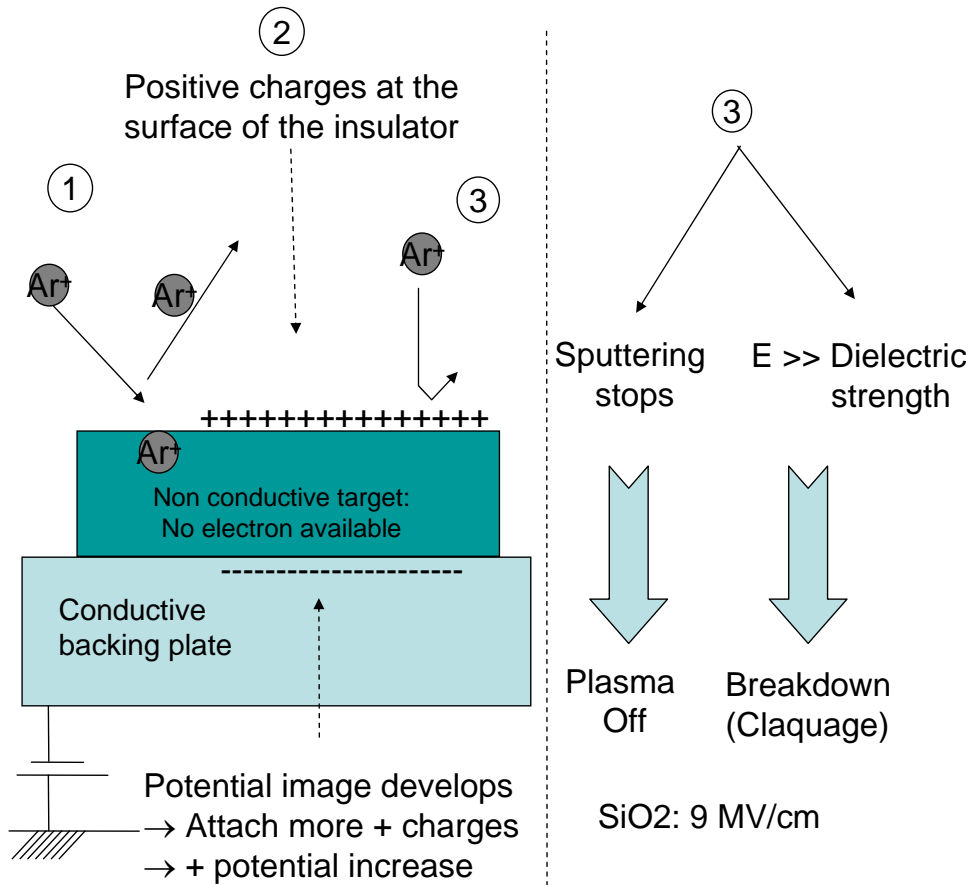 2
Positive charges at the
surface of the insulator
1
3
Ar⁺
Ar⁺
Ar⁺
+++++++++++++++
Ar⁺
Non conductive target:
No electron available
--------------------
Conductive
backing plate
Potential image develops
→ Attach more + charges
→ + potential increase
3
Sputtering
stops
E >> Dielectric
strength
Plasma
Off
Breakdown
(Claquage)
SiO2: 9 MV/cm